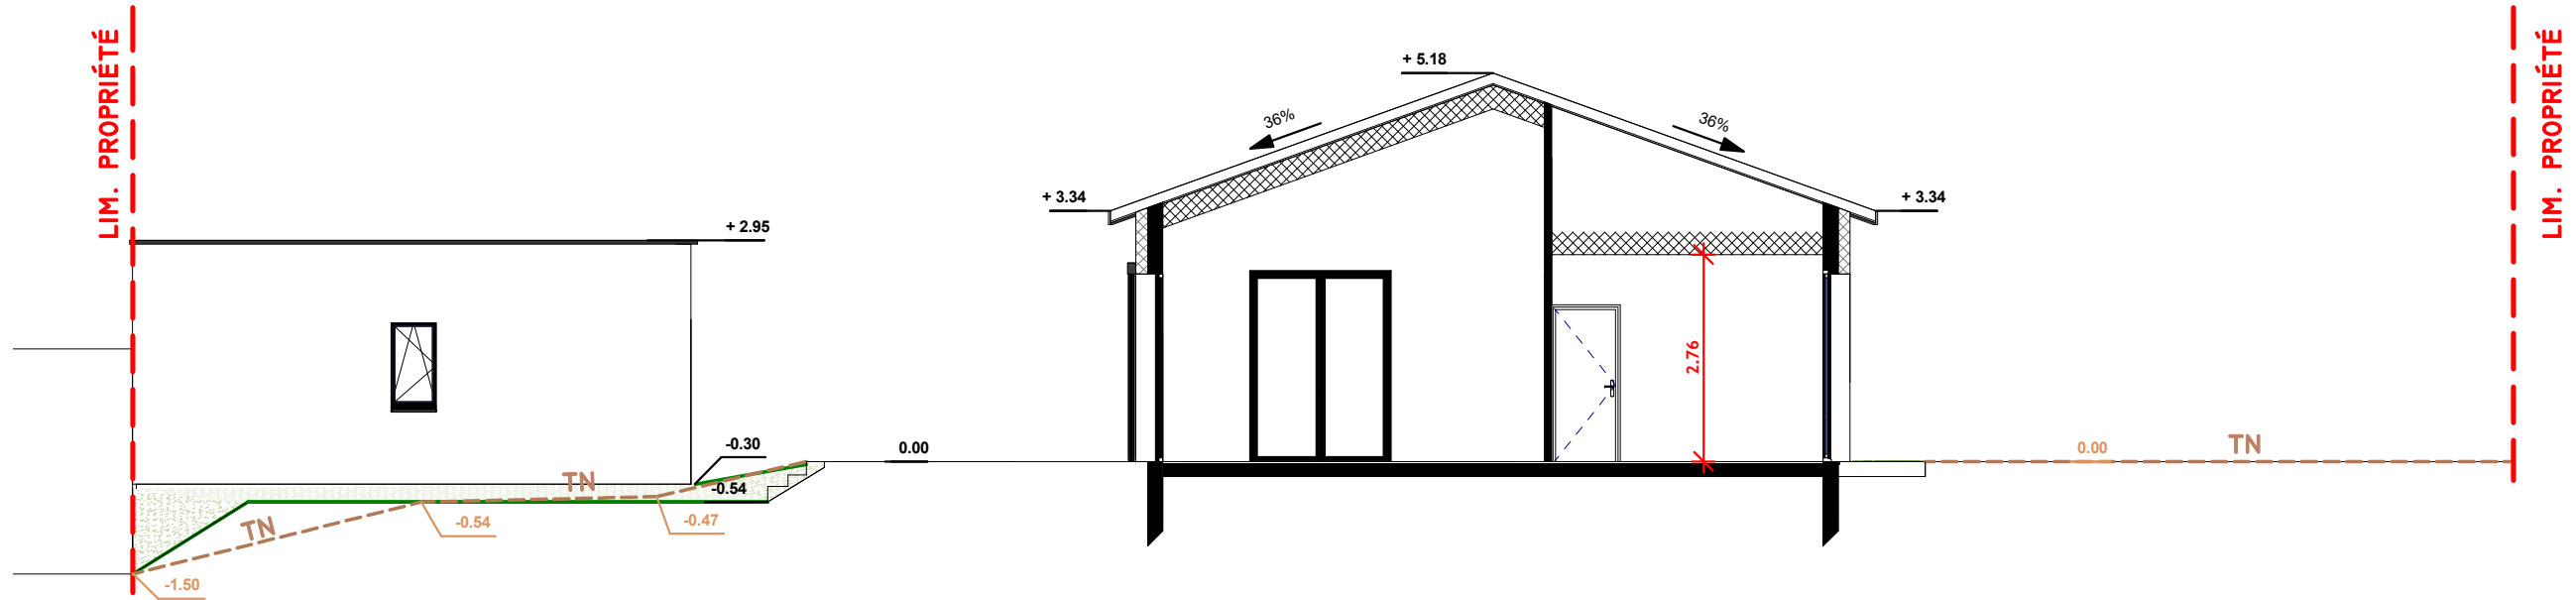 LIM. PROPRIÉTÉ
LIM. PROPRIÉTÉ
+ 5.18
36%
36%
+ 3.34
+ 3.34
+ 2.95
2.76
-0.30
0.00
0.00
TN
TN
-0.54
-0.54
-0.47
TN
-1.50